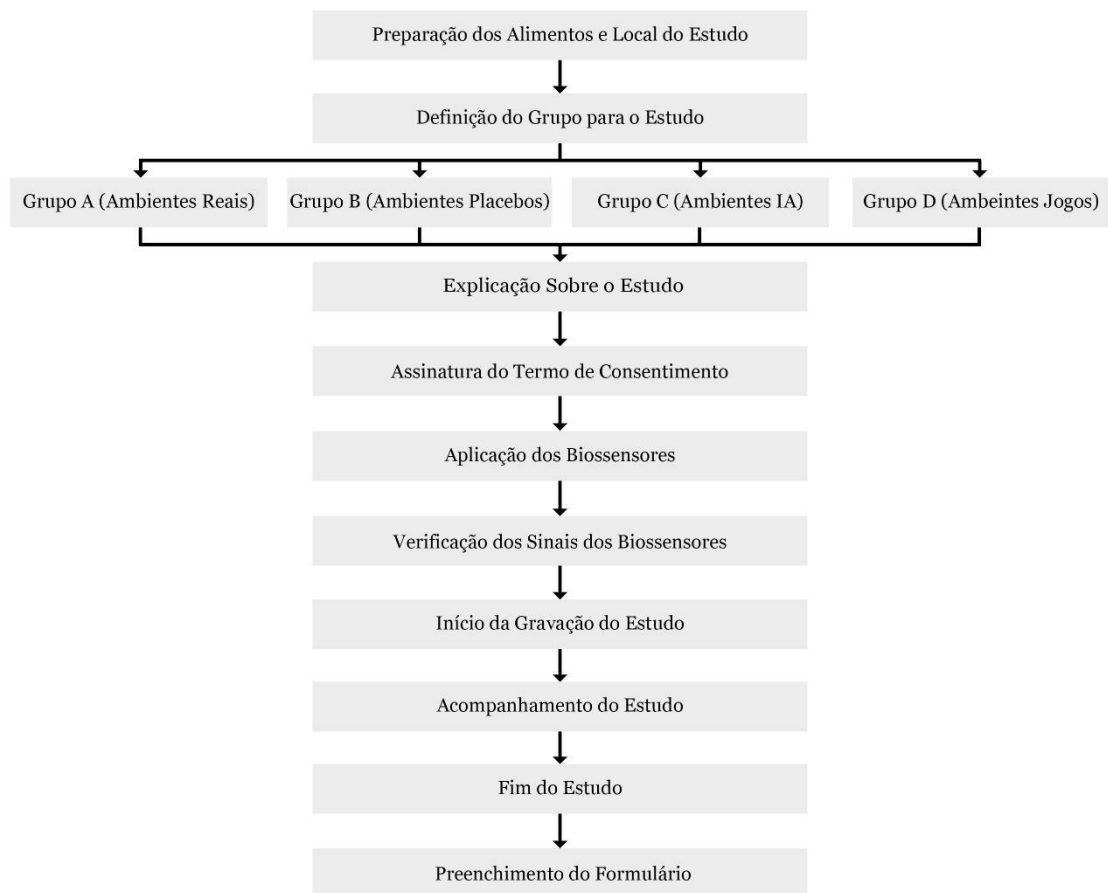 Preparação dos Alimentos e Local do Estudo
Definição do Grupo para o Estudo
Grupo A (Ambientes Reais)
Grupo B (Ambientes Placebos)
Grupo C (Ambientes IA)
Grupo D (Ambeintes Jogos)
Explicação Sobre o Estudo
Assinatura do Termo de Consentimento
Aplicação dos Biossensores
Verificação dos Sinais dos Biossensores
Início da Gravação do Estudo
Acompanhamento do Estudo
Fim do Estudo
Preenchimento do Formulário